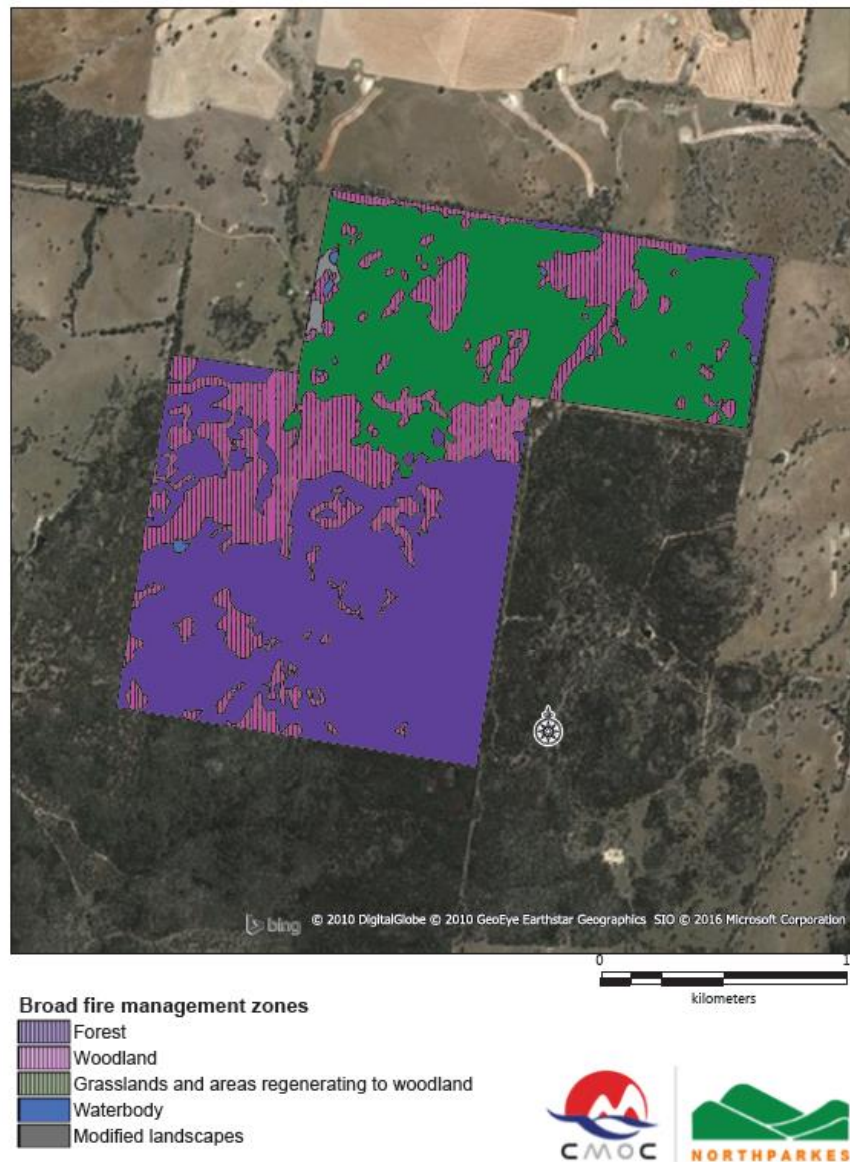 bing
© 2010 DigitalGlobe © 2010 GeoEye Earthstar Geographics SIO © 2016 Microsoft Corporation
0 1
kilometers
Broad fire management zones
Forest
Woodland
Grasslands and areas regenerating to woodland
Waterbody
Modified landscapes
CMOC
NORTHPARKES